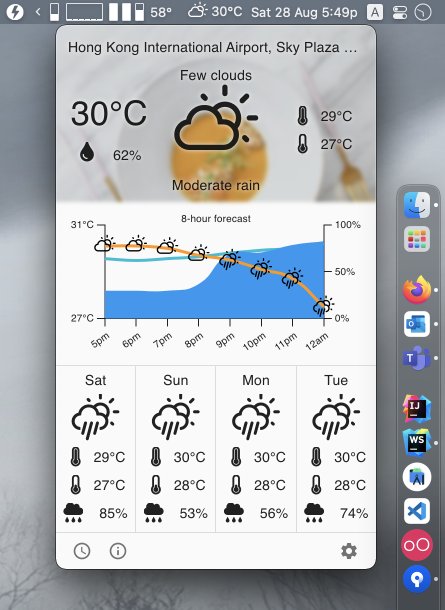 58° 30°C Sat 28 Aug 5:49p A
Hong Kong International Airport, Sky Plaza ...
Few clouds
30°C
29°C
62%
27°C
Moderate rain
8-hour forecast
31°C
100%
50%
27°C
0%
5pm 6pm 7pm 8pm 9pm 10pm 11pm 12am
Sat Sun Mon Tue
29°C 30°C 30°C 30°C
27°C 28°C 28°C 28°C
85% 53% 56% 74%
IJ
WS